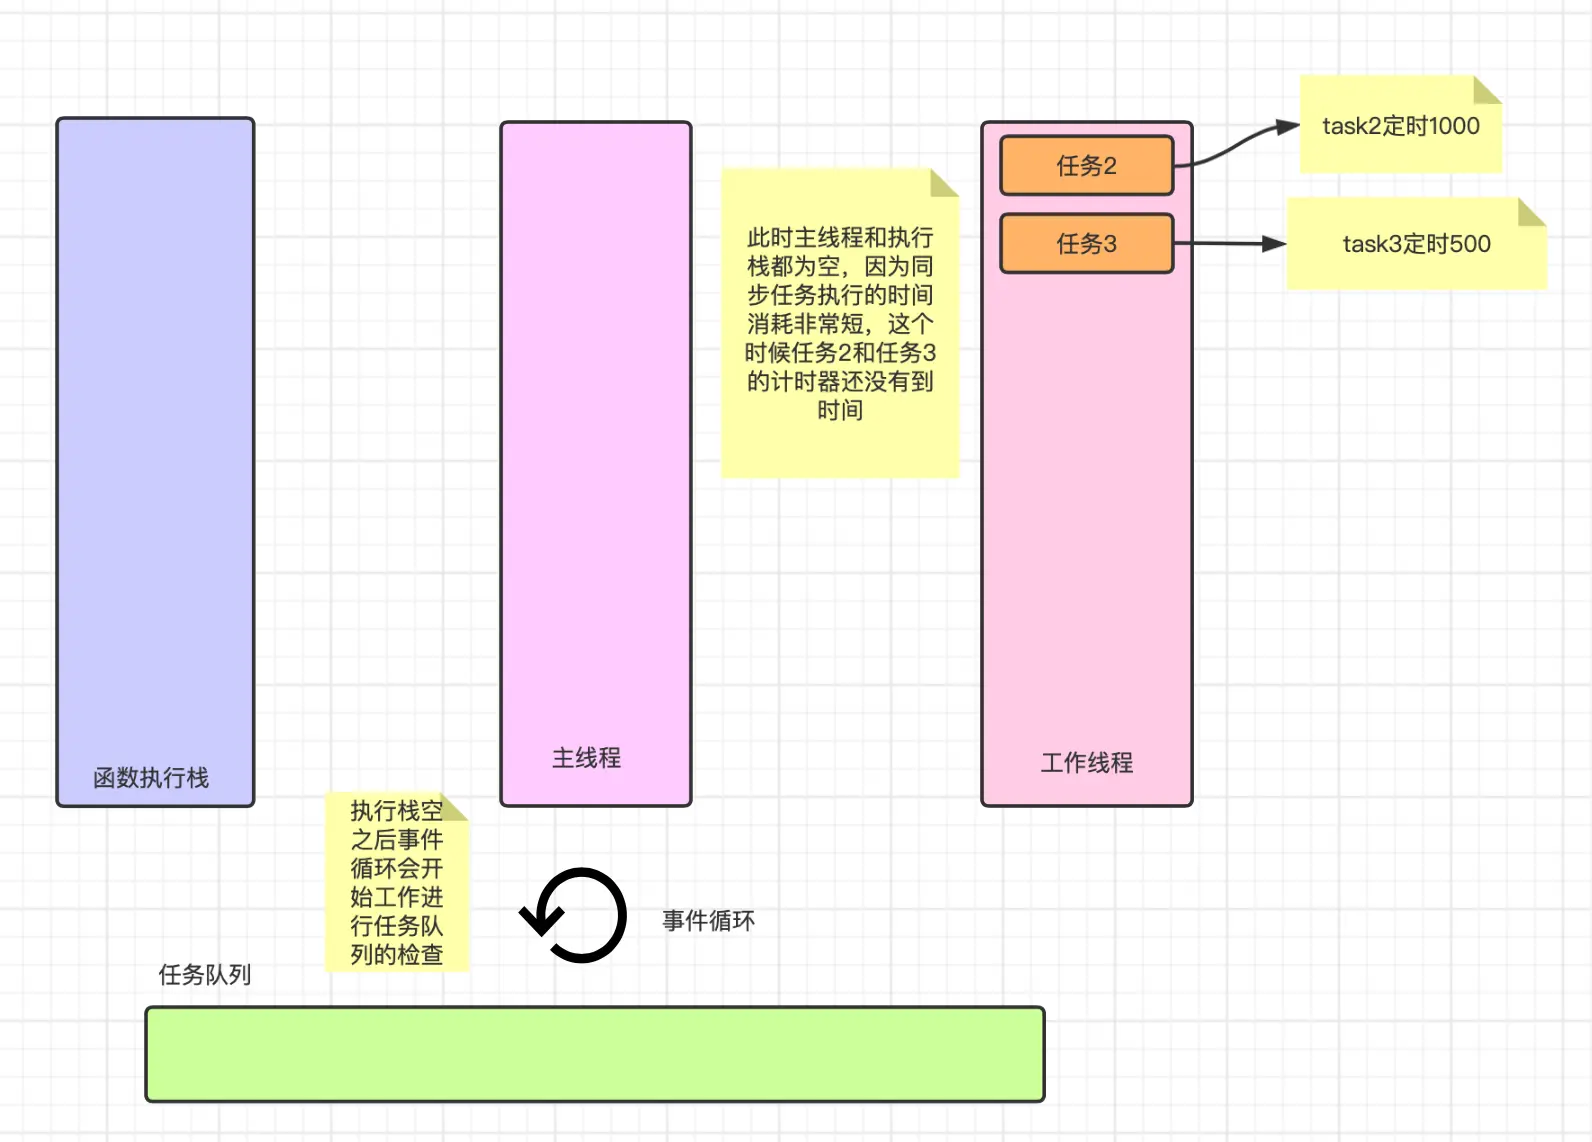 任务2
task2定时1000
任务3
task3定时500
此时主线程和执行
栈都为空，因为同
步任务执行的时间
消耗非常短，这个
时候任务2和任务3
的计时器还没有到
时间
函数执行栈
主线程
工作线程
执行栈空
之后事件
循环会开
始工作进
行任务队
列的检查
事件循环
任务队列